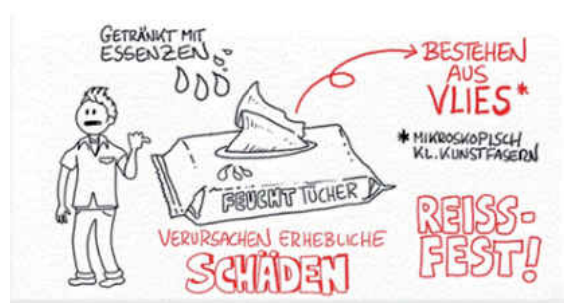 GETRÄNKT MIT
ESSENZEN
BESTEHEN
AUS
VLIES*
* MIKROSKOPISCH
KL. KUNSTFASERN
FEUCHT TÜCHER
VERURSACHEN ERHEBLICHE
SCHÄDEN
REISS-
FEST!